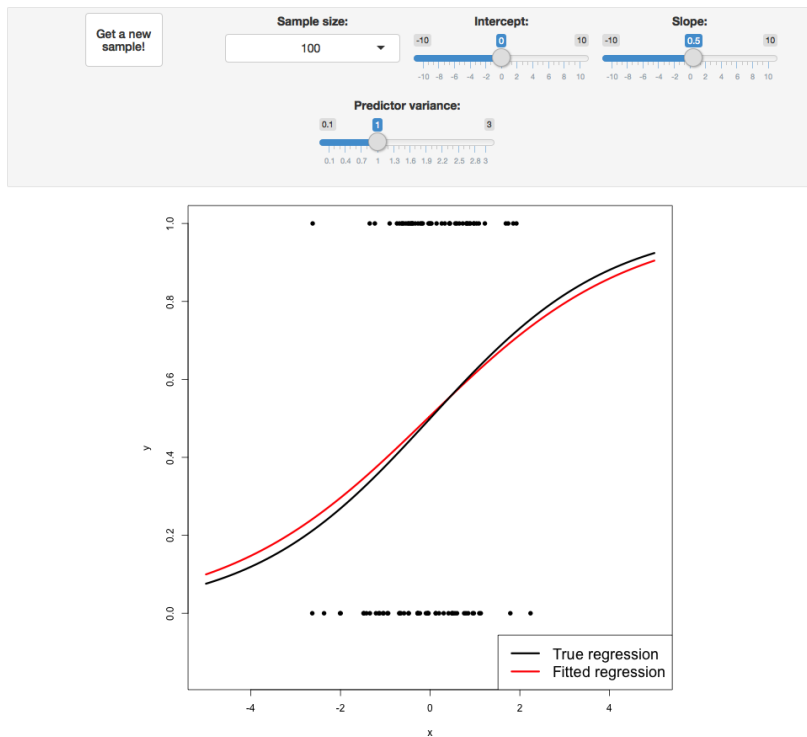 Get a new
sample!
Sample size:
100
Intercept:
-10 0 10
-10 -8 -6 -4 -2 0 2 4 6 8 10
Slope:
-10 0.5 10
-10 -8 -6 -4 -2 0 2 4 6 8 10
Predictor variance:
0.1 1 3
0.1 0.4 0.7 1 1.3 1.6 1.9 2.2 2.5 2.8 3
y
1.0
0.8
0.6
0.4
0.2
0.0
True regression
Fitted regression
-4 -2 0 2 4
x